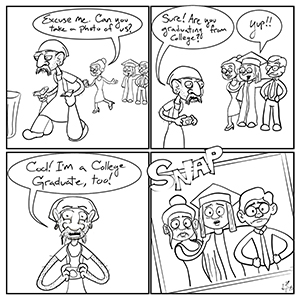 Excuse me. Can you
take a photo of us?
Sure! Are you
graduating from
College?!
Yup!!
Cool! I'm a College
Graduate, too!
SNAP